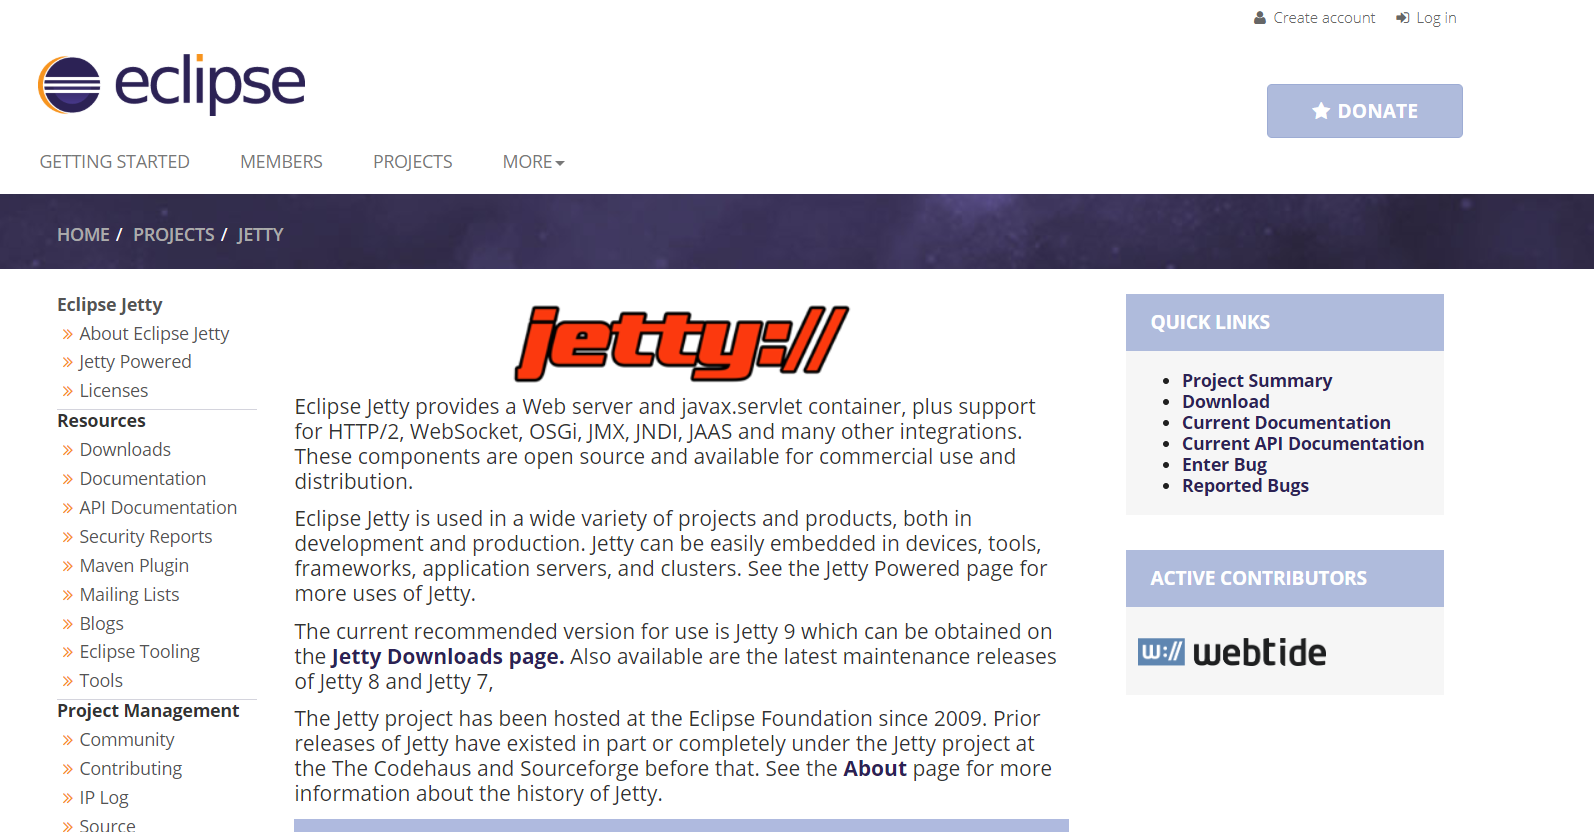 Create account
Log in
eclipse
DONATE
GETTING STARTED
MEMBERS
PROJECTS
MORE
HOME / PROJECTS / JETTY
Eclipse Jetty
About Eclipse Jetty
Jetty Powered
Licenses
Resources
Downloads
Documentation
API Documentation
Security Reports
Maven Plugin
Mailing Lists
Blogs
Eclipse Tooling
Tools
Project Management
Community
Contributing
IP Log
Source
jetty://
Eclipse Jetty provides a Web server and javax.servlet container, plus support
for HTTP/2, WebSocket, OSGi, JMX, JNDI, JAAS and many other integrations.
These components are open source and available for commercial use and
distribution.
Eclipse Jetty is used in a wide variety of projects and products, both in
development and production. Jetty can be easily embedded in devices, tools,
frameworks, application servers, and clusters. See the Jetty Powered page for
more uses of Jetty.
The current recommended version for use is Jetty 9 which can be obtained on
the Jetty Downloads page. Also available are the latest maintenance releases
of Jetty 8 and Jetty 7,
The Jetty project has been hosted at the Eclipse Foundation since 2009. Prior
releases of Jetty have existed in part or completely under the Jetty project at
the The Codehaus and Sourceforge before that. See the About page for more
information about the history of Jetty.
QUICK LINKS
Project Summary
Download
Current Documentation
Current API Documentation
Enter Bug
Reported Bugs
ACTIVE CONTRIBUTORS
w:// webtide